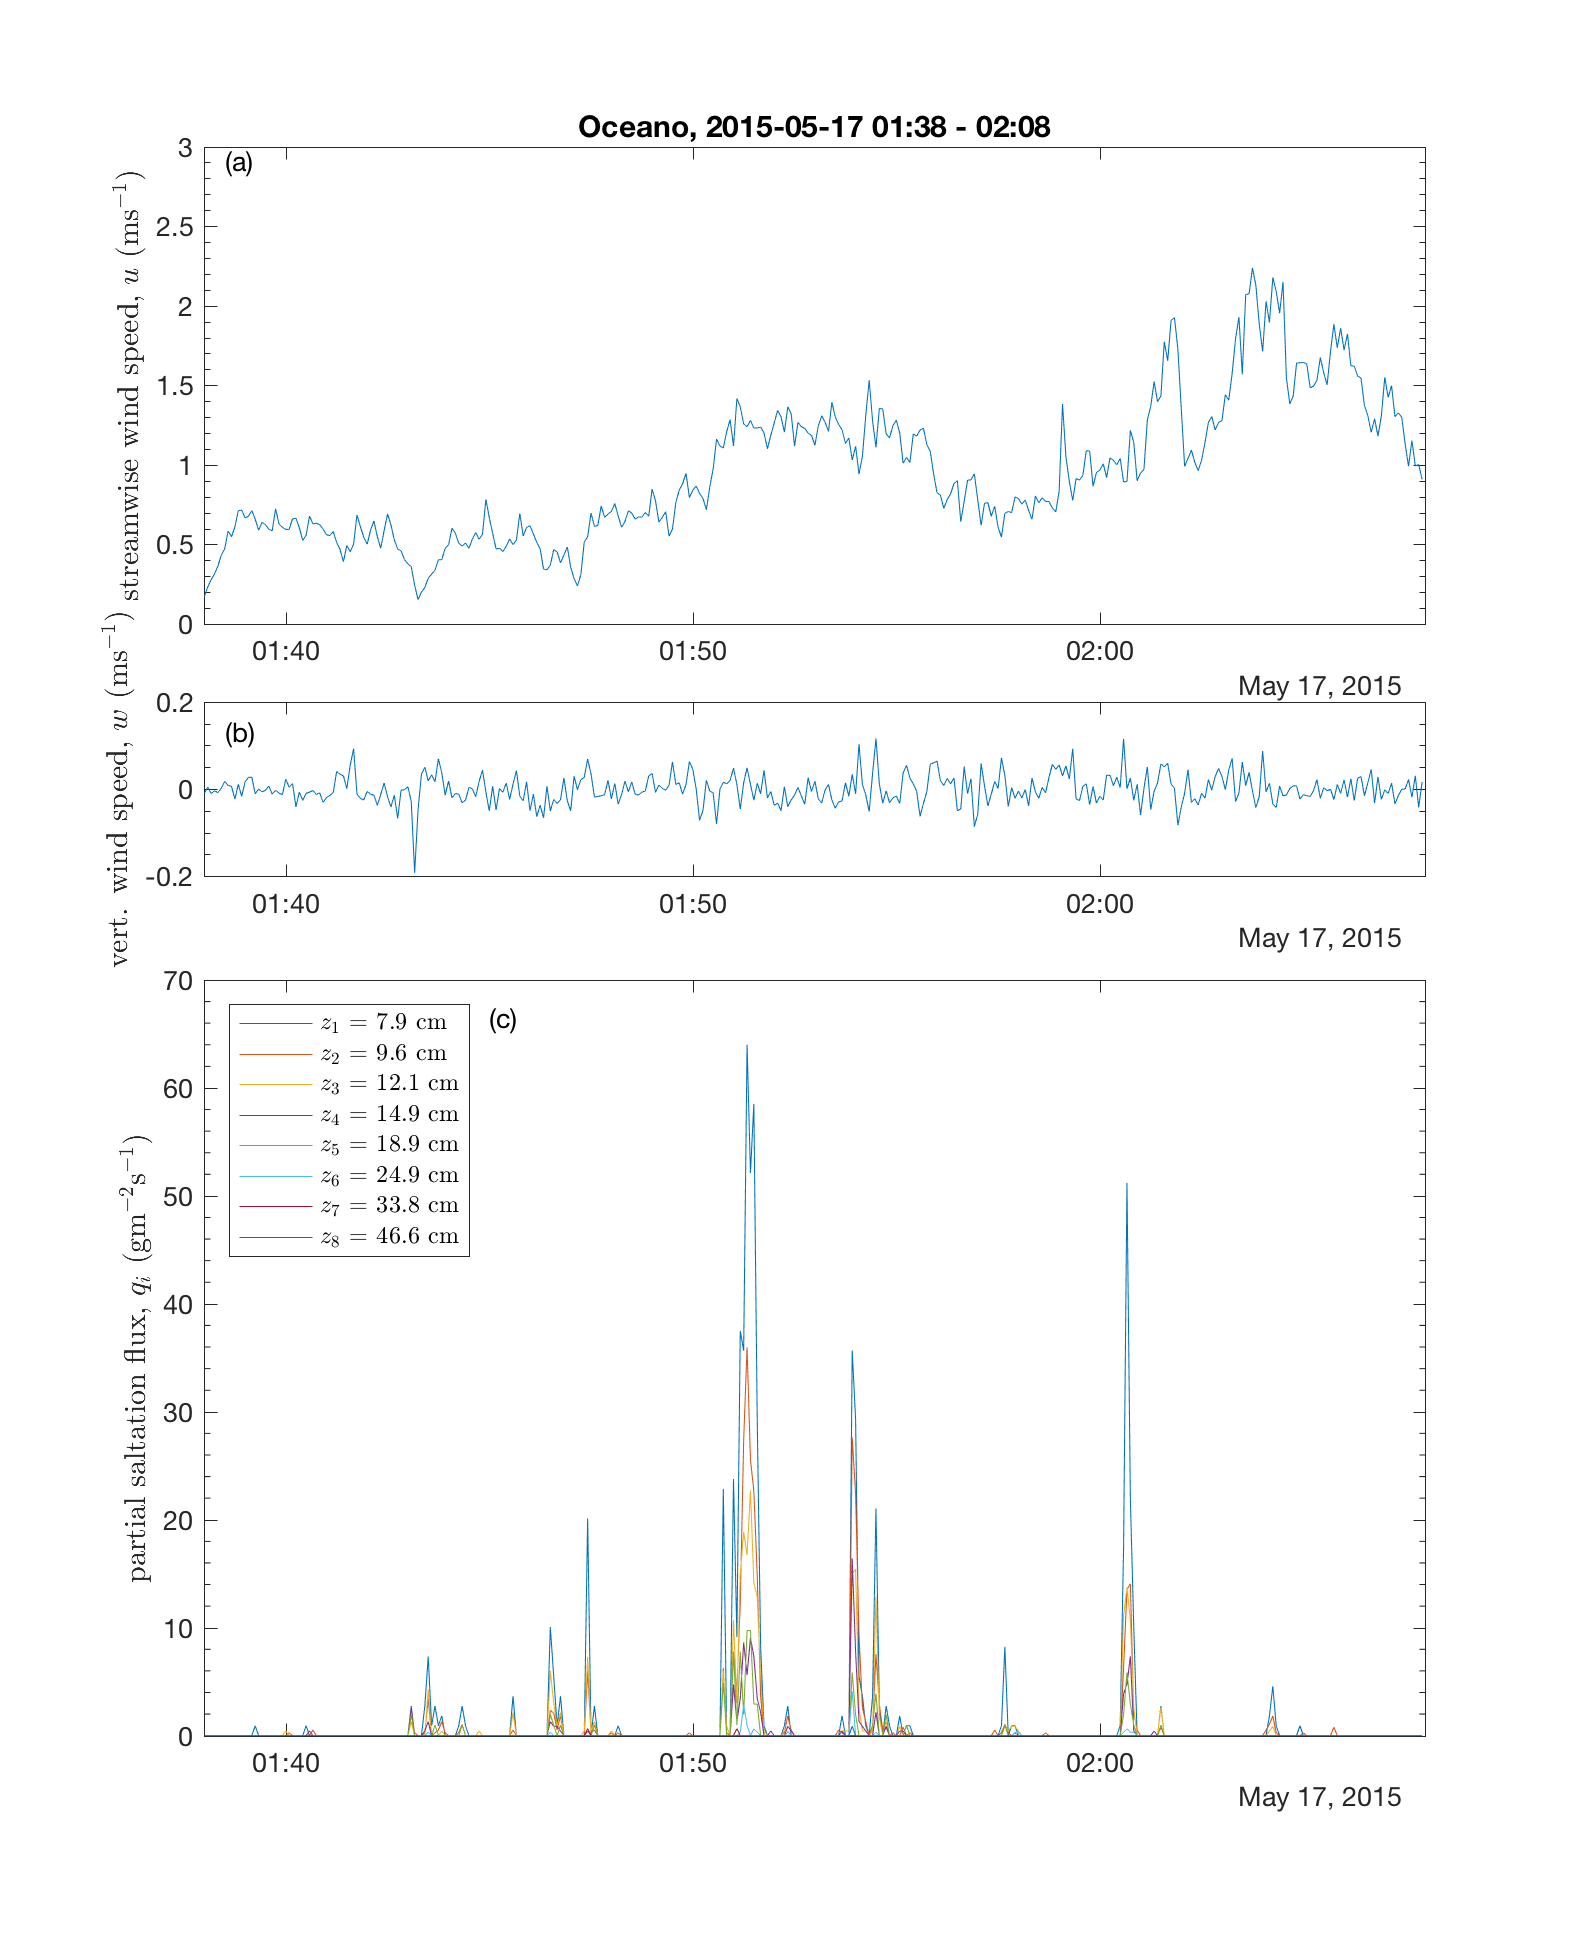 Oceano, 2015-05-17 01:38 - 02:08
(a)
streamwise wind speed, u (ms⁻¹)
3
2.5
2
1.5
1
0.5
0
01:40 01:50 02:00
May 17, 2015
(b)
vert. wind speed, w (ms⁻¹)
0.2
0
-0.2
01:40 01:50 02:00
May 17, 2015
(c)
partial saltation flux, qᵢ (gm⁻²s⁻¹)
70
60
50
40
30
20
10
0
z₁ = 7.9 cm
z₂ = 9.6 cm
z₃ = 12.1 cm
z₄ = 14.9 cm
z₅ = 18.9 cm
z₆ = 24.9 cm
z₇ = 33.8 cm
z₈ = 46.6 cm
01:40 01:50 02:00
May 17, 2015